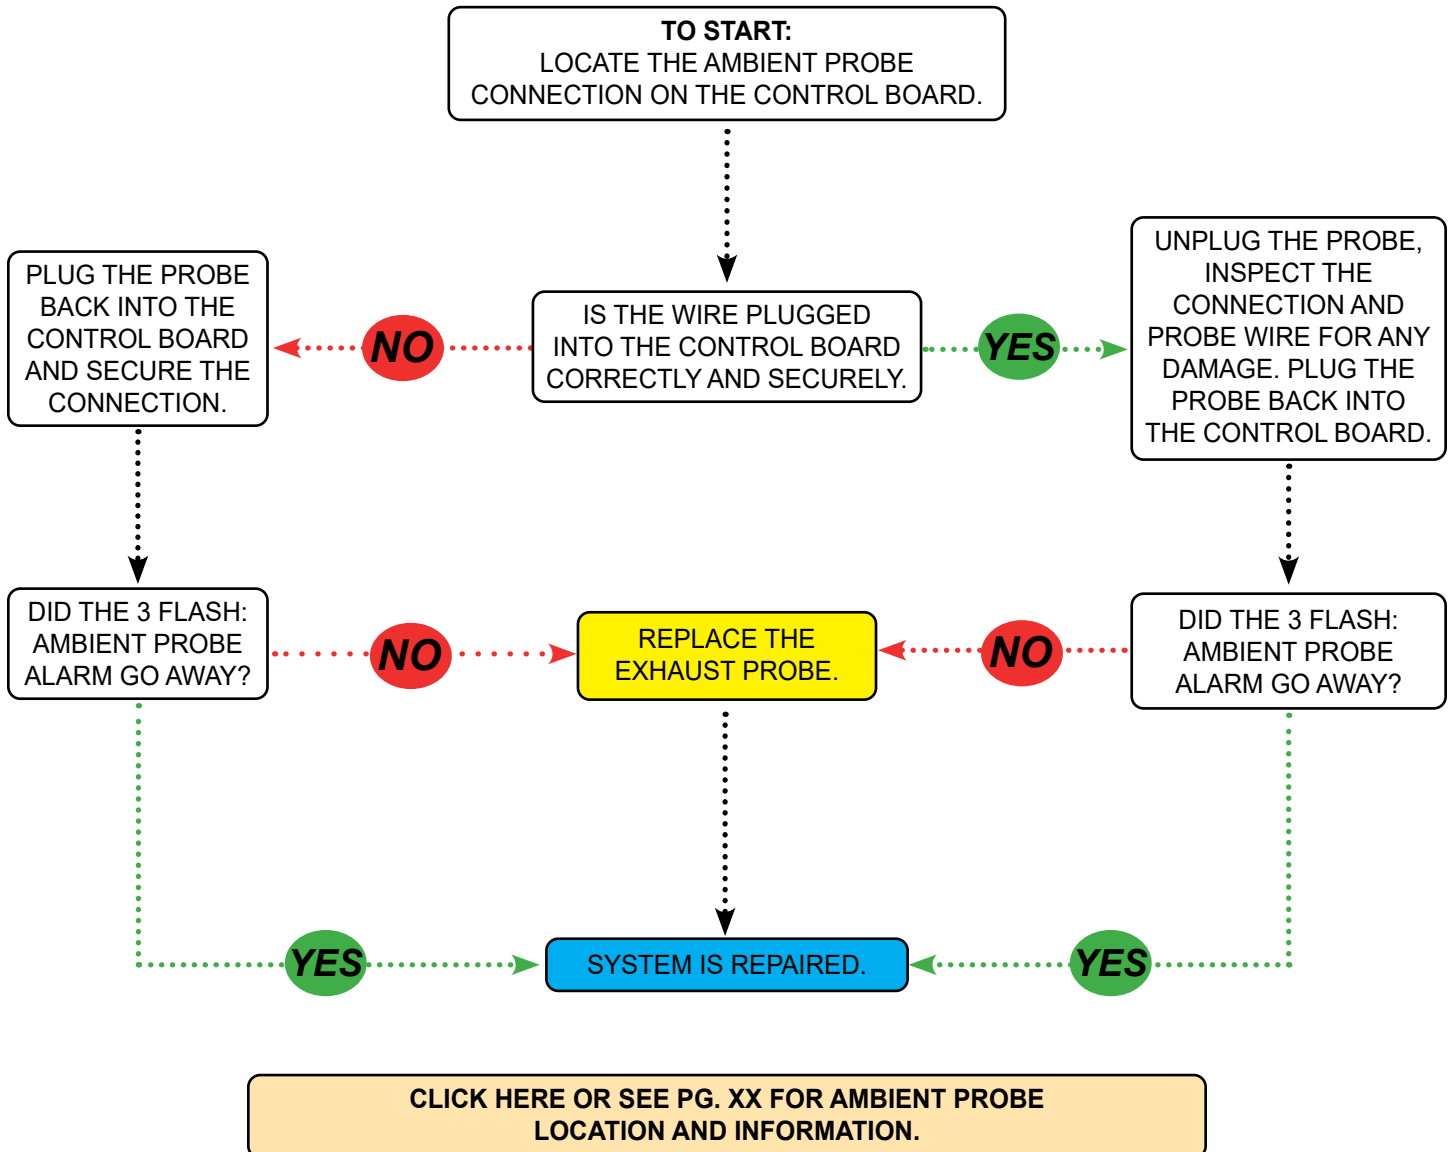 TO START:
LOCATE THE AMBIENT PROBE
CONNECTION ON THE CONTROL BOARD.
PLUG THE PROBE
BACK INTO THE
CONTROL BOARD
AND SECURE THE
CONNECTION.
NO
IS THE WIRE PLUGGED
INTO THE CONTROL BOARD
CORRECTLY AND SECURELY.
YES
UNPLUG THE PROBE,
INSPECT THE
CONNECTION AND
PROBE WIRE FOR ANY
DAMAGE. PLUG THE
PROBE BACK INTO
THE CONTROL BOARD.
DID THE 3 FLASH:
AMBIENT PROBE
ALARM GO AWAY?
NO
REPLACE THE
EXHAUST PROBE.
NO
DID THE 3 FLASH:
AMBIENT PROBE
ALARM GO AWAY?
YES
SYSTEM IS REPAIRED.
YES
CLICK HERE OR SEE PG. XX FOR AMBIENT PROBE
LOCATION AND INFORMATION.